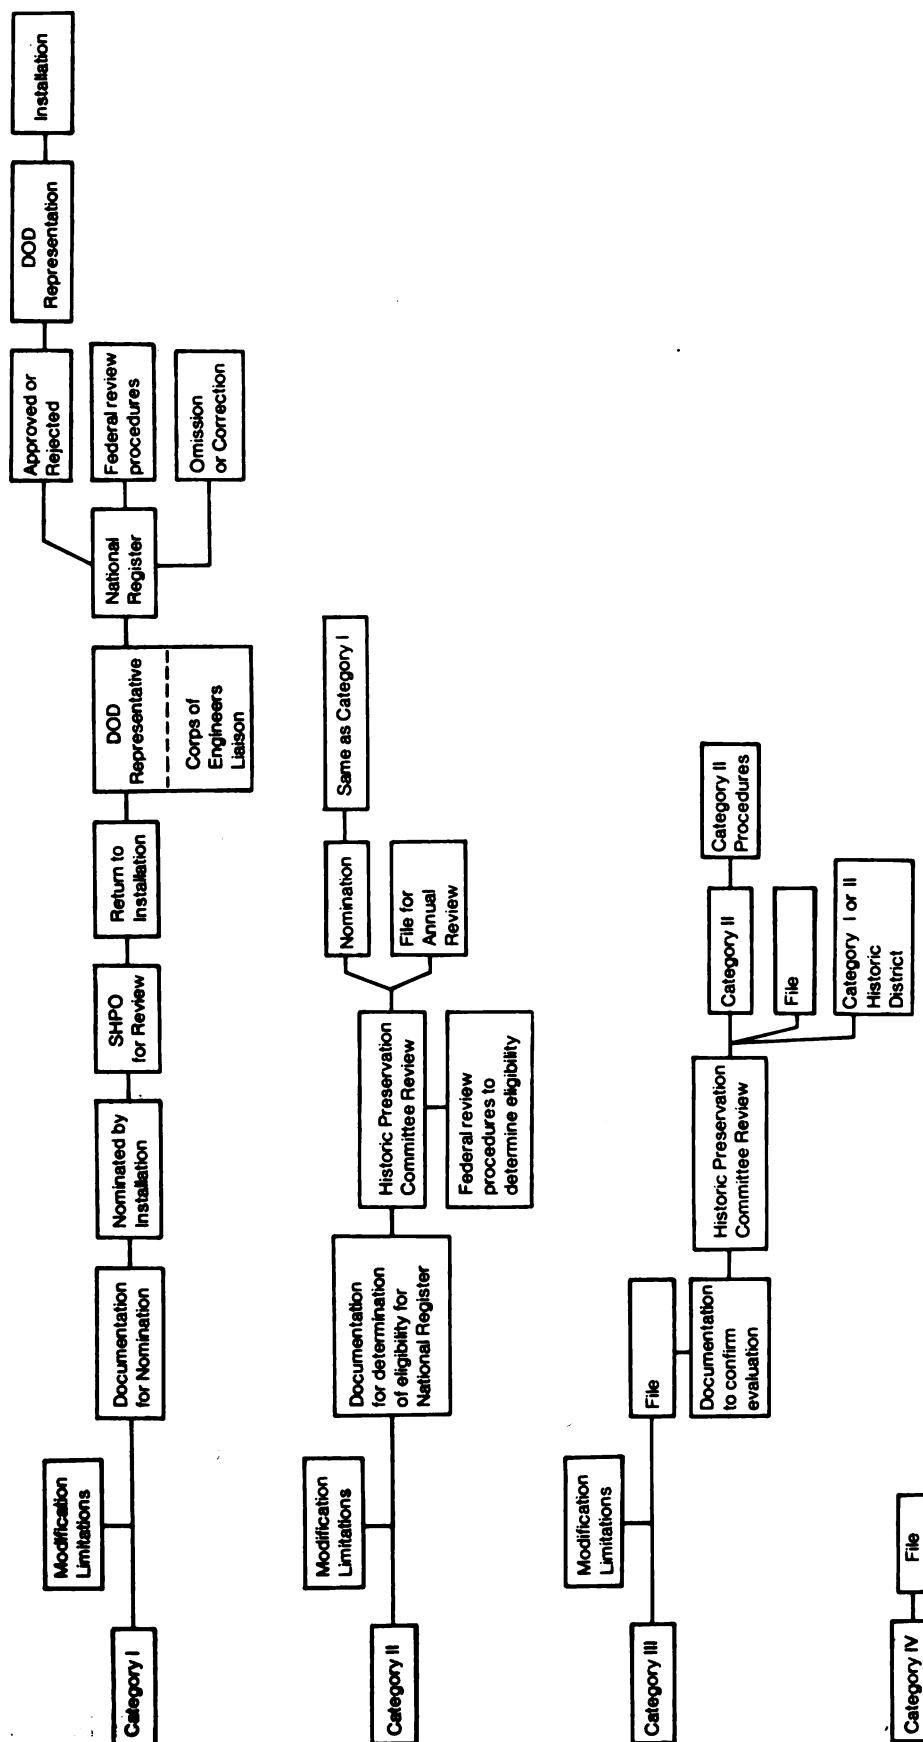 Category I
Modification
Limitations
Documentation
for Nomination
Nominated by
Installation
SHPO
for Review
Return to
Installation
DOD
Representative
Corps of
Engineers
Liaison
National
Register
Approved or
Rejected
DOD
Representation
Installation
Federal review
procedures
Omission
or Correction
Category II
Modification
Limitations
Documentation
for determination
of eligibility for
National Register
Historic Preservation
Committee Review
Federal review
procedures to
determine eligibility
Nomination
Same as Category I
File for
Annual
Review
Category III
Modification
Limitations
File
Documentation
to confirm
evaluation
Historic Preservation
Committee Review
Category II
Category II
Procedures
File
Category I or II
Historic
District
Category IV
File